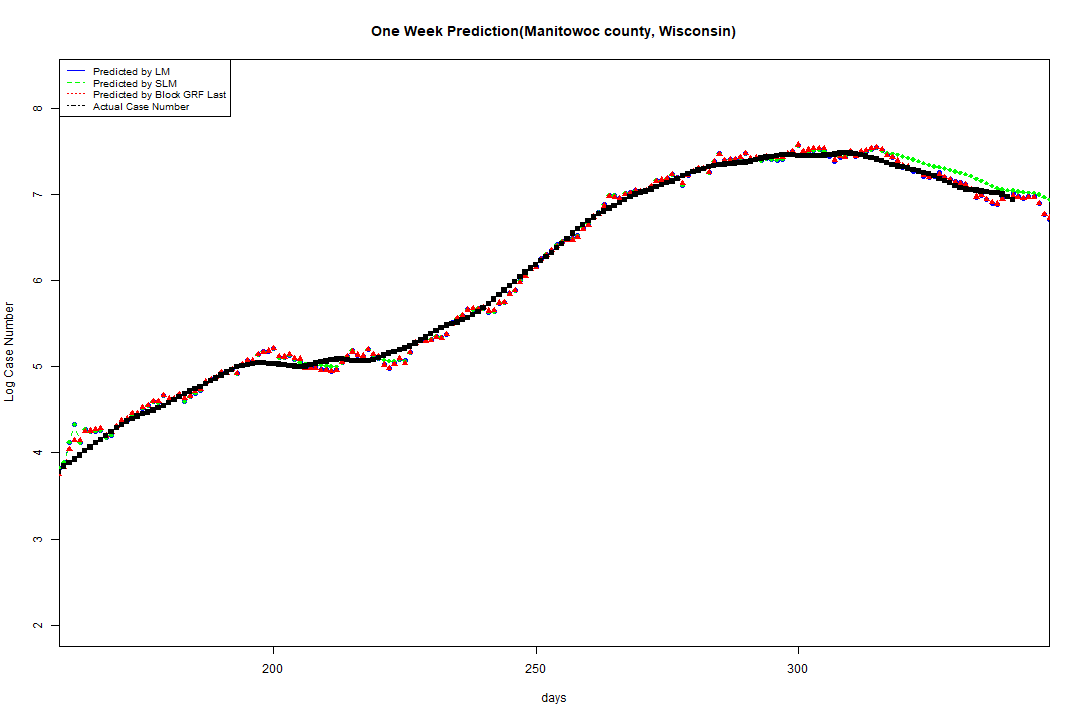 One Week Prediction(Manitowoc county, Wisconsin)
Predicted by LM
Predicted by SLM
Predicted by Block GRF Last
Actual Case Number
8
7
6
5
4
3
2
Log Case Number
200 250 300
days